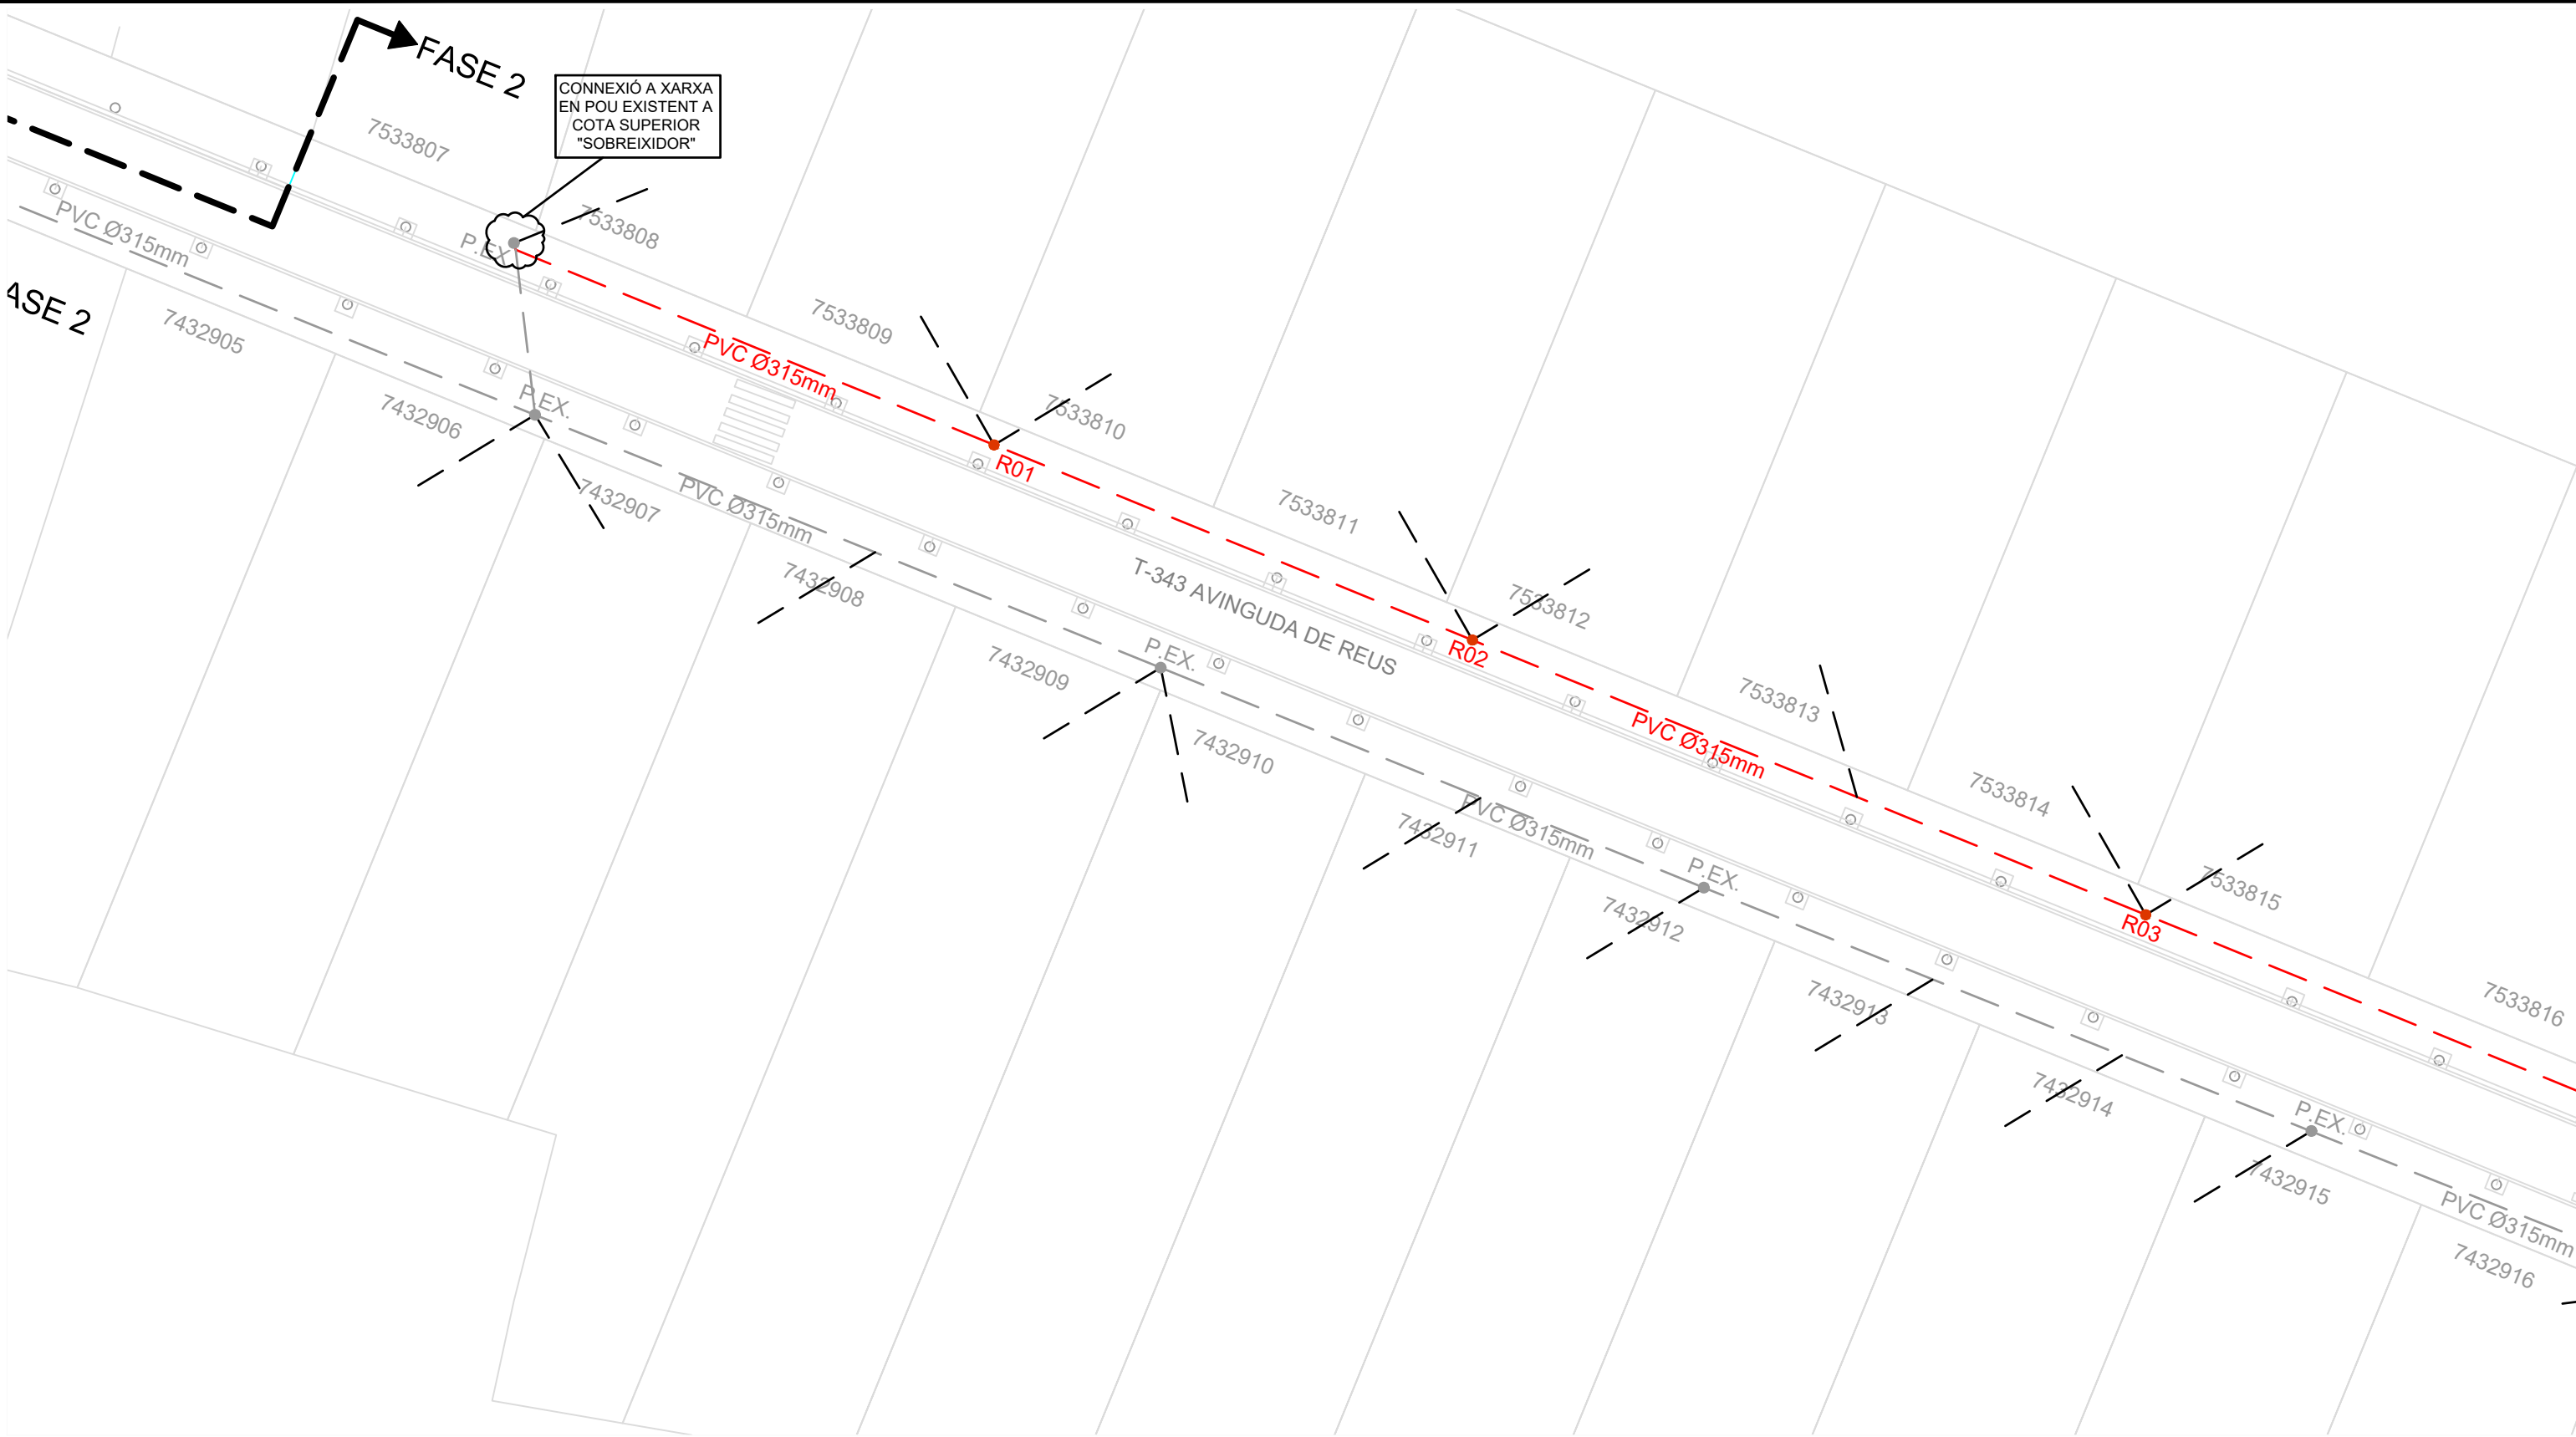 FASE 2
CONNEXIÓ A XARXA
EN POU EXISTENT A
COTA SUPERIOR
"SOBREIXIDOR"
7533807
7533808
P.EX.
PVC Ø315mm
ASE 2
7432905
7533809
PVC Ø315mm
7432906
P.EX.
7533810
R01
7432907
PVC Ø315mm
7533811
7432908
T-343 AVINGUDA DE REUS
7533812
R02
P.EX.
7432909
7533813
PVC Ø315mm
7432910
7533814
PVC Ø315mm
7432911
P.EX.
7533815
R03
7432912
7432913
7533816
7432914
P.EX.
7432915
PVC Ø315mm
7432916